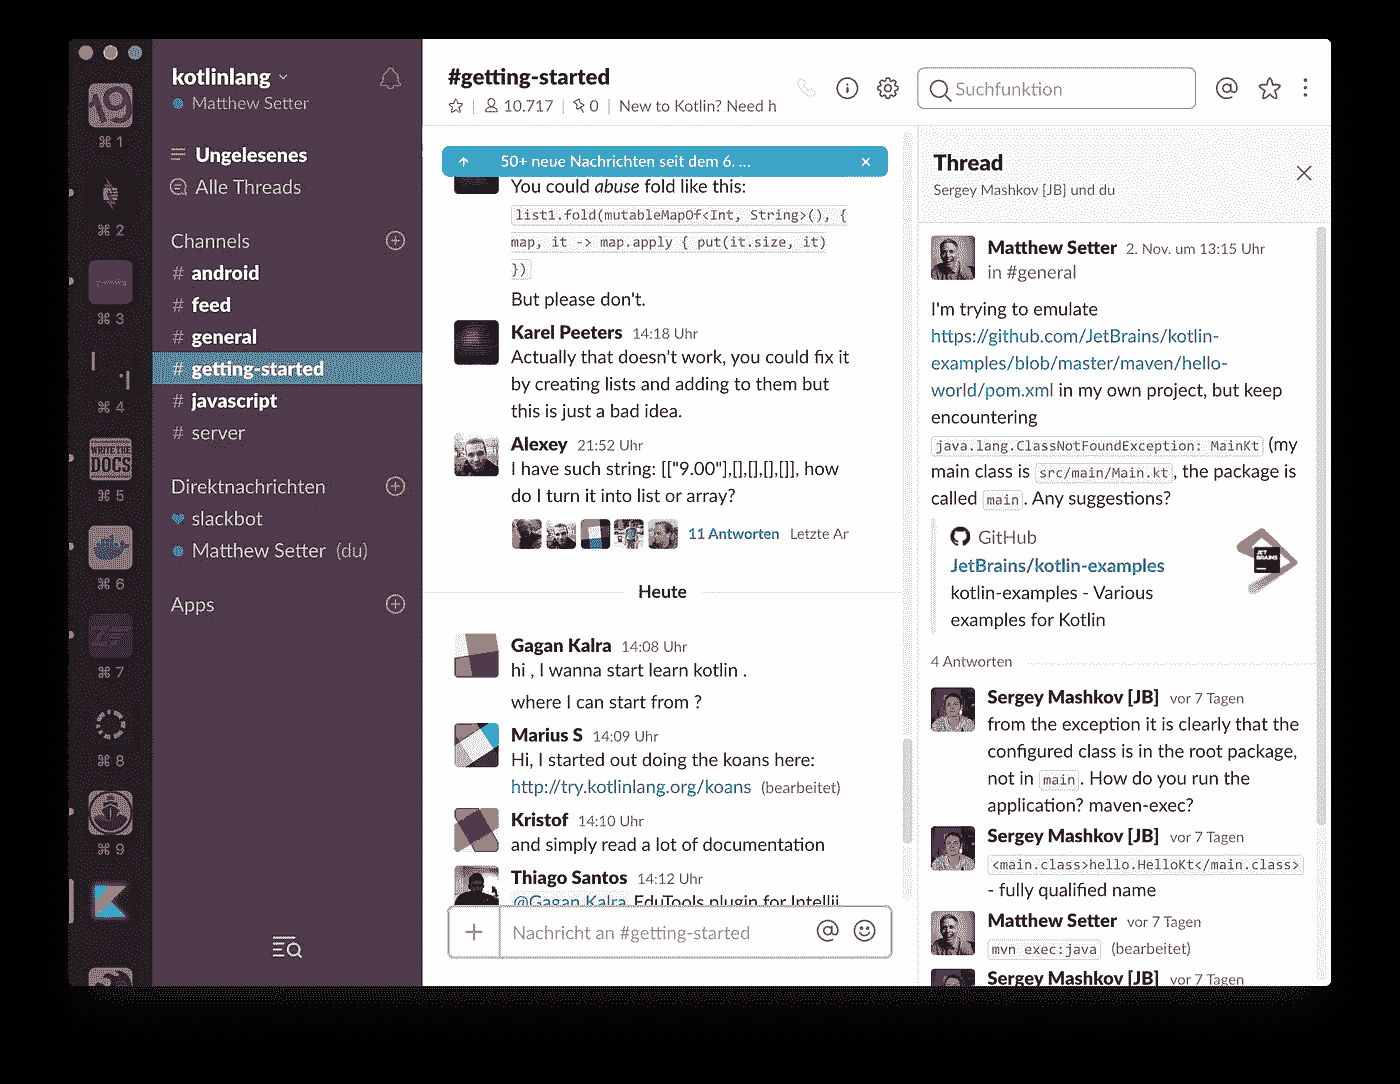 19
⌘ 1
⌘ 2
⌘ 3
⌘ 4
WRITE THE
DOCS
⌘ 5
⌘ 6
⌘ 7
⌘ 8
⌘ 9
kotlinlang
Matthew Setter
Ungelesenes
Alle Threads
Channels
# android
# feed
# general
# getting-started
# javascript
# server
Direktnachrichten
slackbot
Matthew Setter (du)
Apps
#getting-started
10.717 | 0 | New to Kotlin? Need h
Suchfunktion
50+ neue Nachrichten seit dem 6. ...
You could abuse fold like this:
list1.fold(mutableMapOf<Int, String>(), {
map, it -> map.apply { put(it.size, it)
})
But please don't.
Karel Peeters 14:18 Uhr
Actually that doesn't work, you could fix it
by creating lists and adding to them but
this is just a bad idea.
Alexey 21:52 Uhr
I have such string: [["9.00"],[],[],[],[]], how
do I turn it into list or array?
11 Antworten Letzte Ar
Heute
Gagan Kalra 14:08 Uhr
hi , I wanna start learn kotlin .
where I can start from ?
Marius S 14:09 Uhr
Hi, I started out doing the koans here:
http://try.kotlinlang.org/koans (bearbeitet)
Kristof 14:10 Uhr
and simply read a lot of documentation
Thiago Santos 14:12 Uhr
@Gagan Kalra EduTools plugin for Intellij
Nachricht an #getting-started
Thread
Sergey Mashkov [JB] und du
Matthew Setter 2. Nov. um 13:15 Uhr
in #general
I'm trying to emulate
https://github.com/JetBrains/kotlin-
examples/blob/master/maven/hello-
world/pom.xml in my own project, but keep
encountering
java.lang.ClassNotFoundException: MainKt (my
main class is src/main/Main.kt, the package is
called main. Any suggestions?
GitHub
JetBrains/kotlin-examples
kotlin-examples - Various
examples for Kotlin
JET
BRAINS
4 Antworten
Sergey Mashkov [JB] vor 7 Tagen
from the exception it is clearly that the
configured class is in the root package,
not in main. How do you run the
application? maven-exec?
Sergey Mashkov [JB] vor 7 Tagen
<main.class>hello.HelloKt</main.class>
- fully qualified name
Matthew Setter vor 7 Tagen
mvn exec:java (bearbeitet)
Sergey Mashkov [JB] vor 7 Tagen